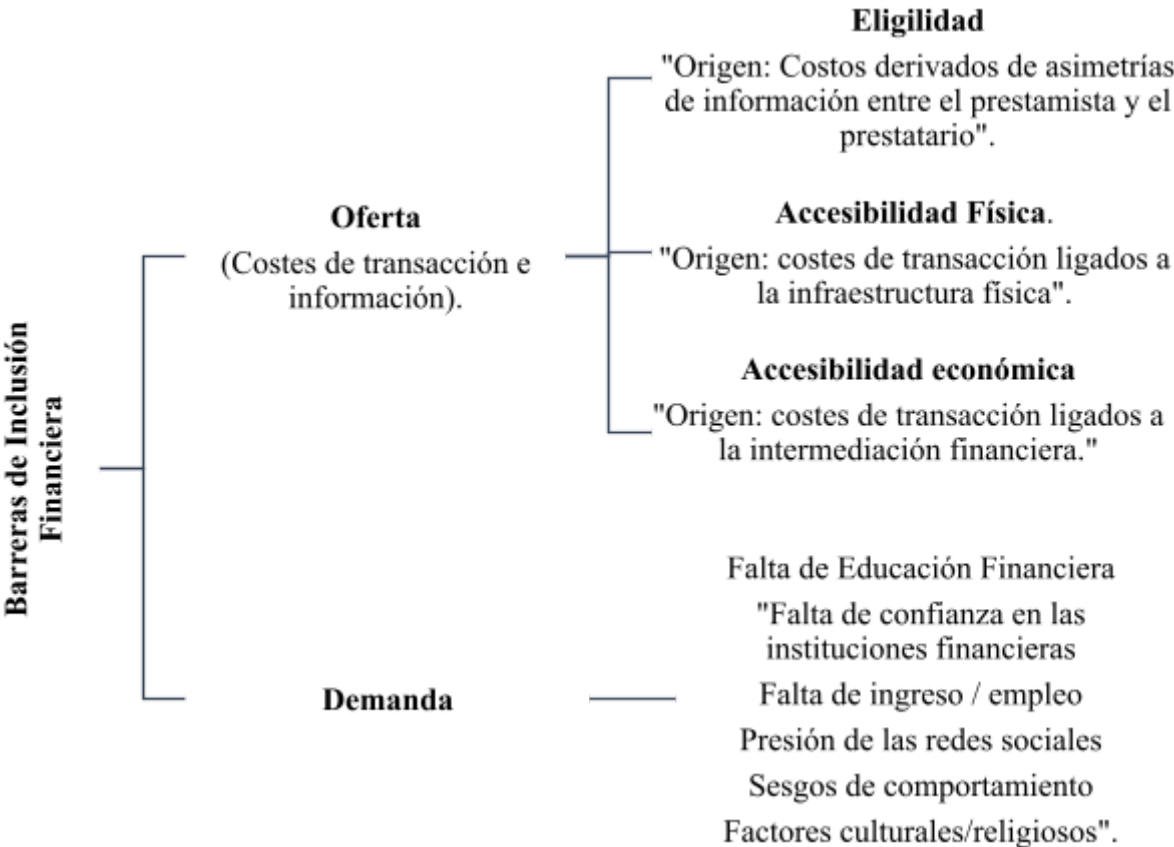 Barreras de Inclusión
Financiera
Oferta
(Costes de transacción e
información).
Eligilidad
"Origen: Costos derivados de asimetrías
de información entre el prestamista y el
prestatario".
Accesibilidad Física.
"Origen: costes de transacción ligados a
la infraestructura física".
Accesibilidad económica
"Origen: costes de transacción ligados a
la intermediación financiera."
Demanda
Falta de Educación Financiera
"Falta de confianza en las
instituciones financieras
Falta de ingreso / empleo
Presión de las redes sociales
Sesgos de comportamiento
Factores culturales/religiosos".